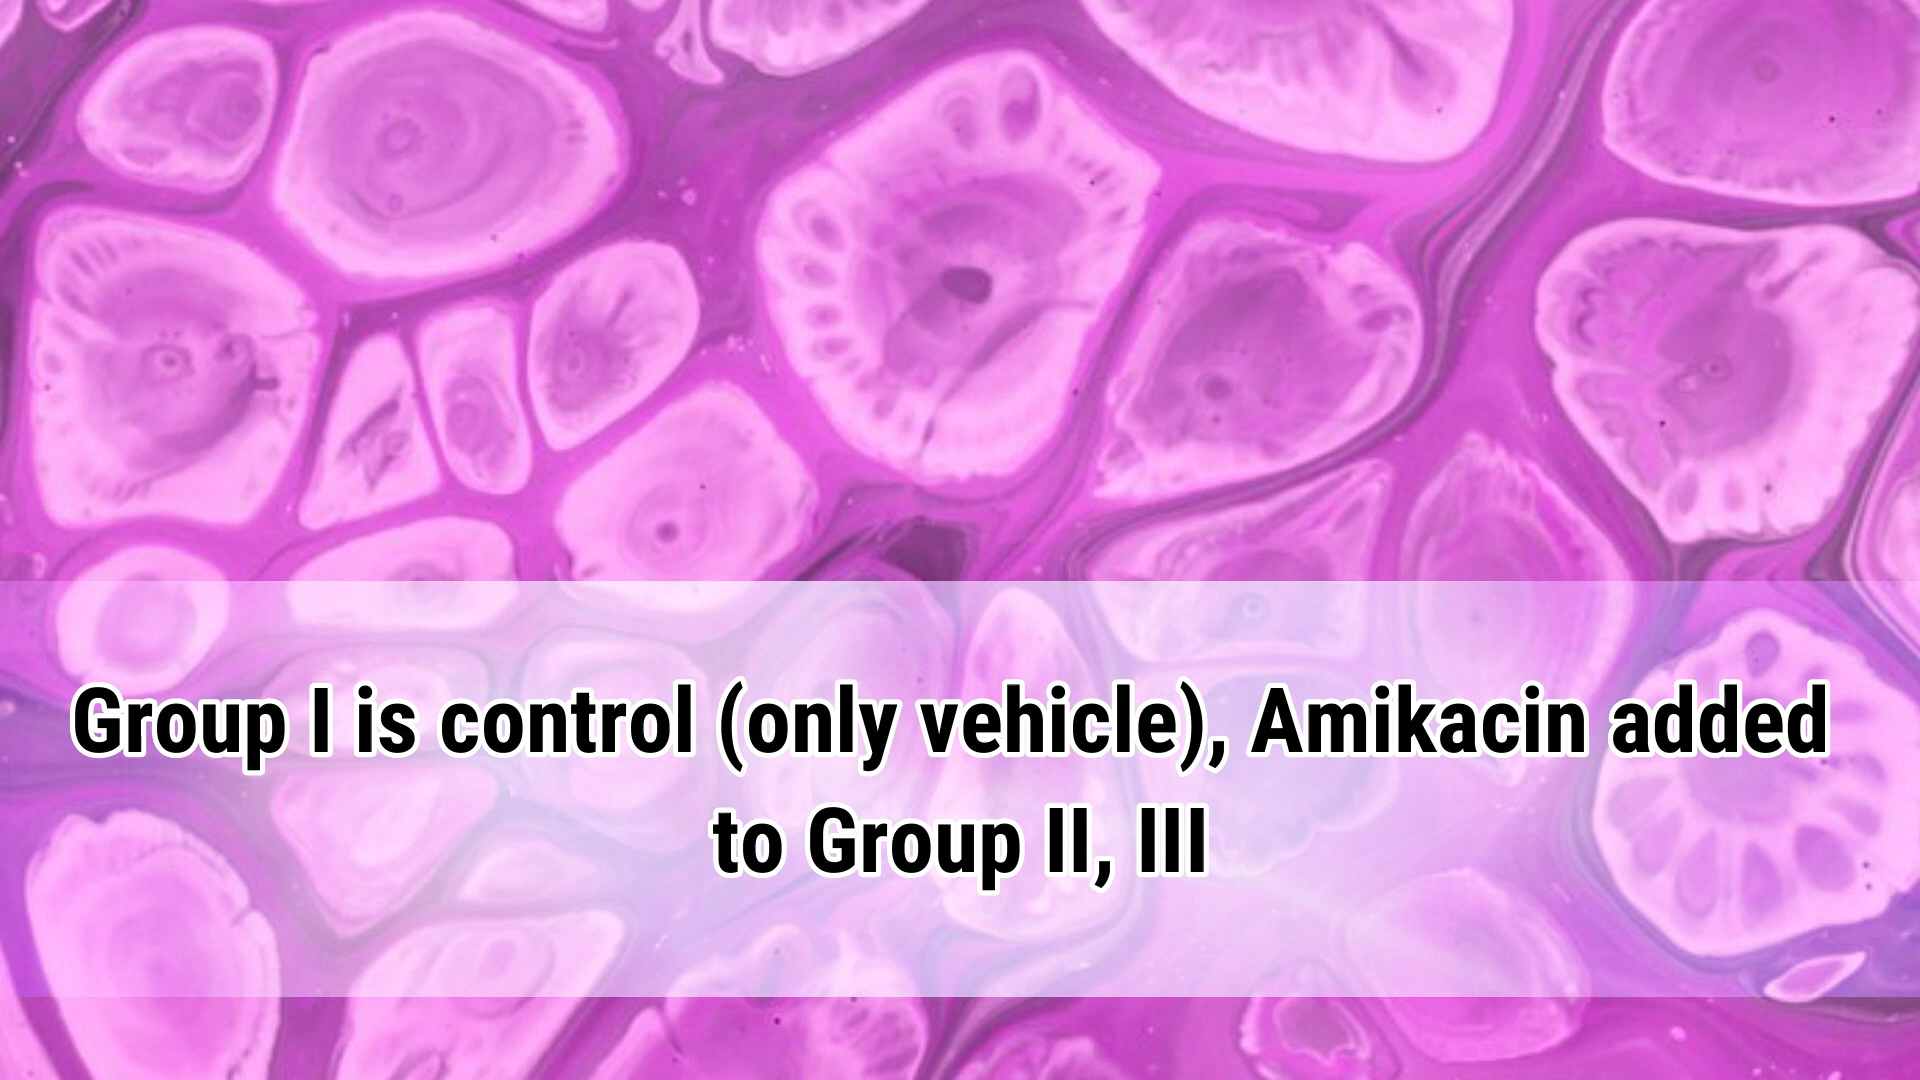 Group I is control (only vehicle), Amikacin added
to Group II, III